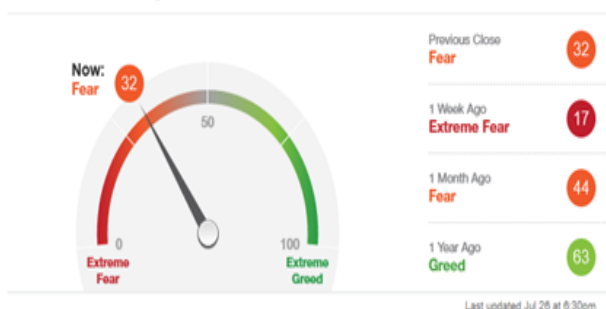 Now:
Fear
32
50
0
100
Extreme
Fear
Extreme
Greed
Previous Close
Fear
32
1 Week Ago
Extreme Fear
17
1 Month Ago
Fear
44
1 Year Ago
Greed
63
Last updated Jul 26 at 6:30pm